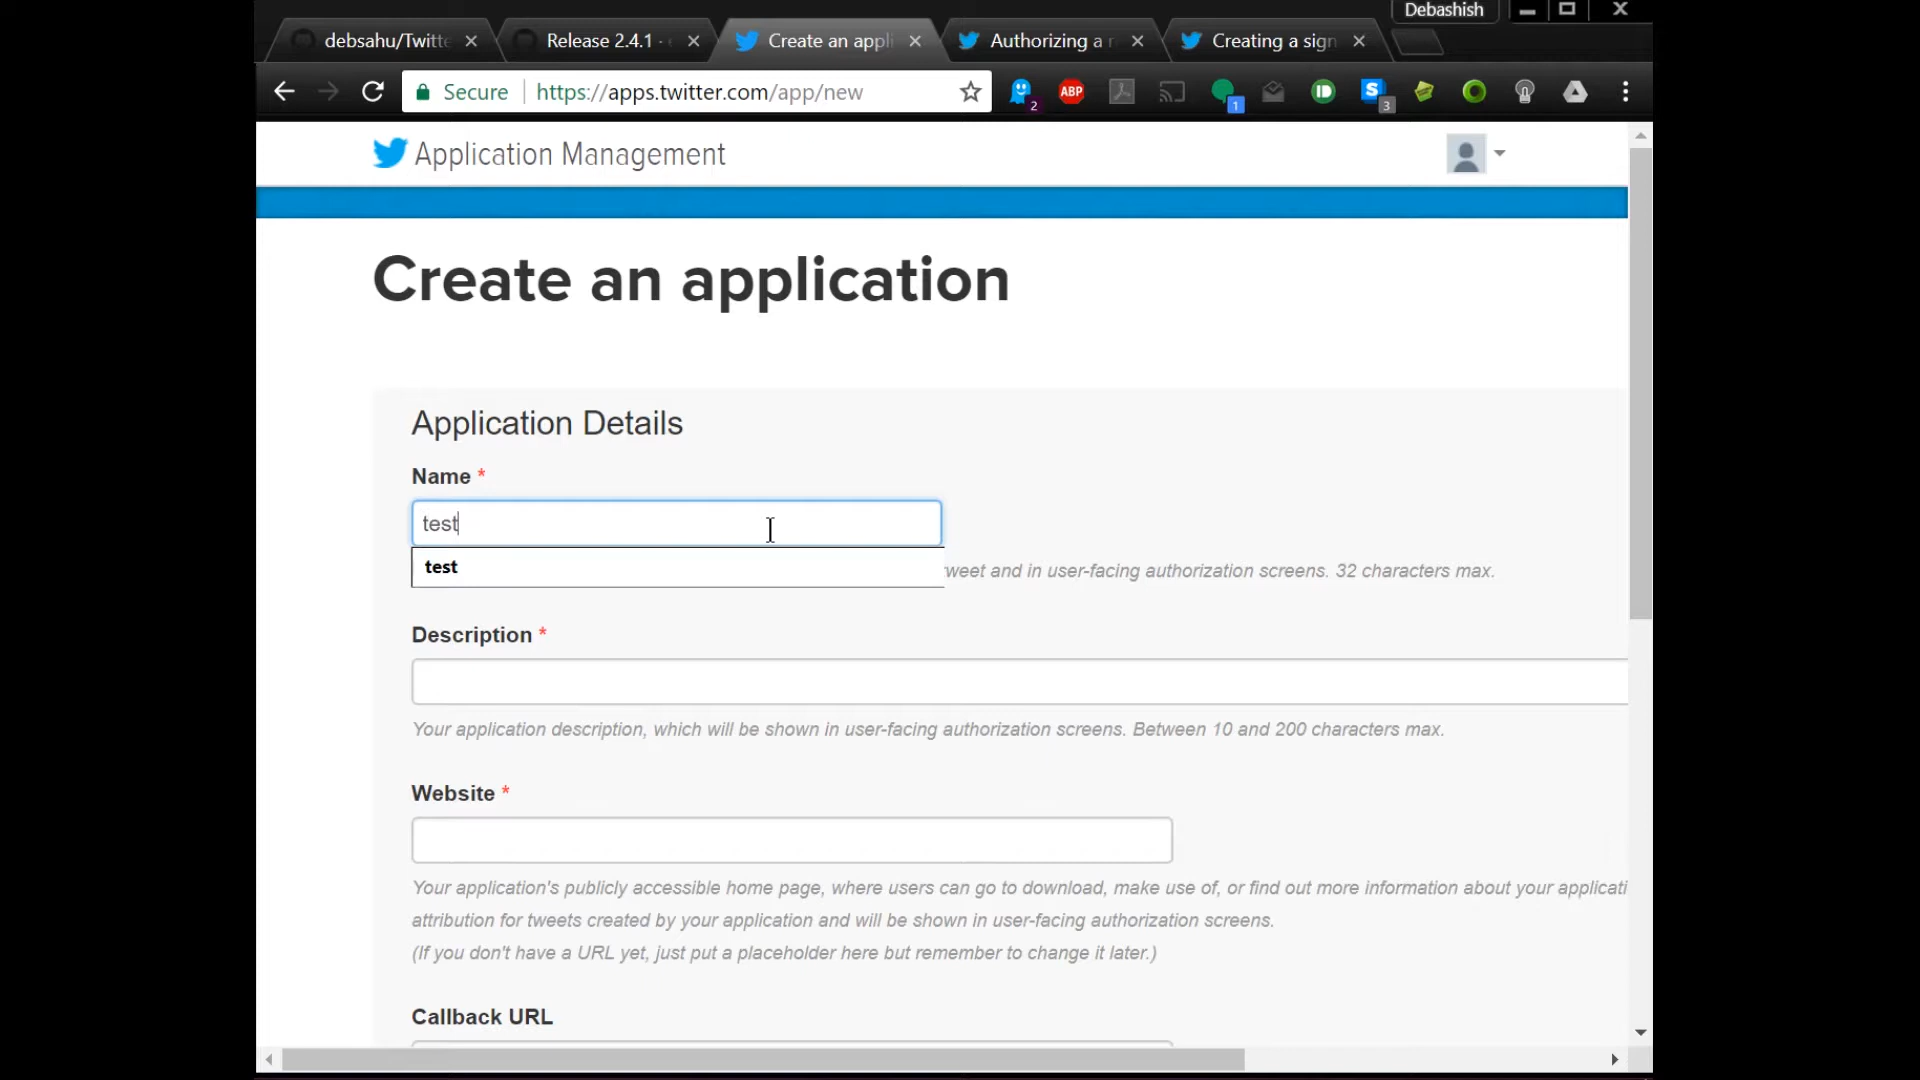 Debashish
debsahu/Twitte
Release 2.4.1 -
Create an appli
Authorizing a r
Creating a sign
Secure https://apps.twitter.com/app/new
2
ABP
1
S
3
Application Management
Create an application
Application Details
Name *
test
test
weet and in user-facing authorization screens. 32 characters max.
Description *
Your application description, which will be shown in user-facing authorization screens. Between 10 and 200 characters max.
Website *
Your application's publicly accessible home page, where users can go to download, make use of, or find out more information about your applicati
attribution for tweets created by your application and will be shown in user-facing authorization screens.
(If you don't have a URL yet, just put a placeholder here but remember to change it later.)
Callback URL